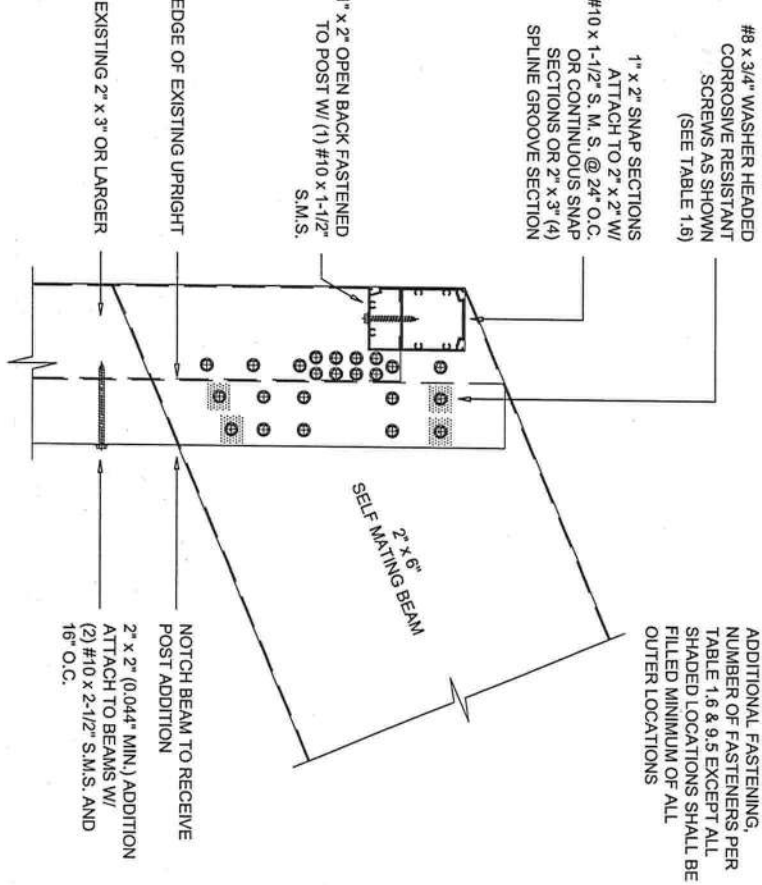 #8 x 3/4" WASHER HEADED
CORROSIVE RESISTANT
SCREWS AS SHOWN
(SEE TABLE 1.6)
1" x 2" SNAP SECTIONS
ATTACH TO 2" x 2" W/
#10 x 1-1/2" S. M. S. @ 24" O.C.
OR CONTINUOUS SNAP
SECTIONS OR 2" x 3" (4)
SPLINE GROOVE SECTION
1" x 2" OPEN BACK FASTENED
TO POST W/ (1) #10 x 1-1/2"
S.M.S.
EDGE OF EXISTING UPRIGHT
EXISTING 2" x 3" OR LARGER
2" x 6"
SELF MATING BEAM
ADDITIONAL FASTENING,
NUMBER OF FASTENERS PER
TABLE 1.6 & 9.5 EXCEPT ALL
SHADED LOCATIONS SHALL BE
FILLED MINIMUM OF ALL
OUTER LOCATIONS
NOTCH BEAM TO RECEIVE
POST ADDITION
2" x 2" (0.044" MIN.) ADDITION
ATTACH TO BEAMS W/
(2) #10 x 2-1/2" S.M.S. AND
16" O.C.